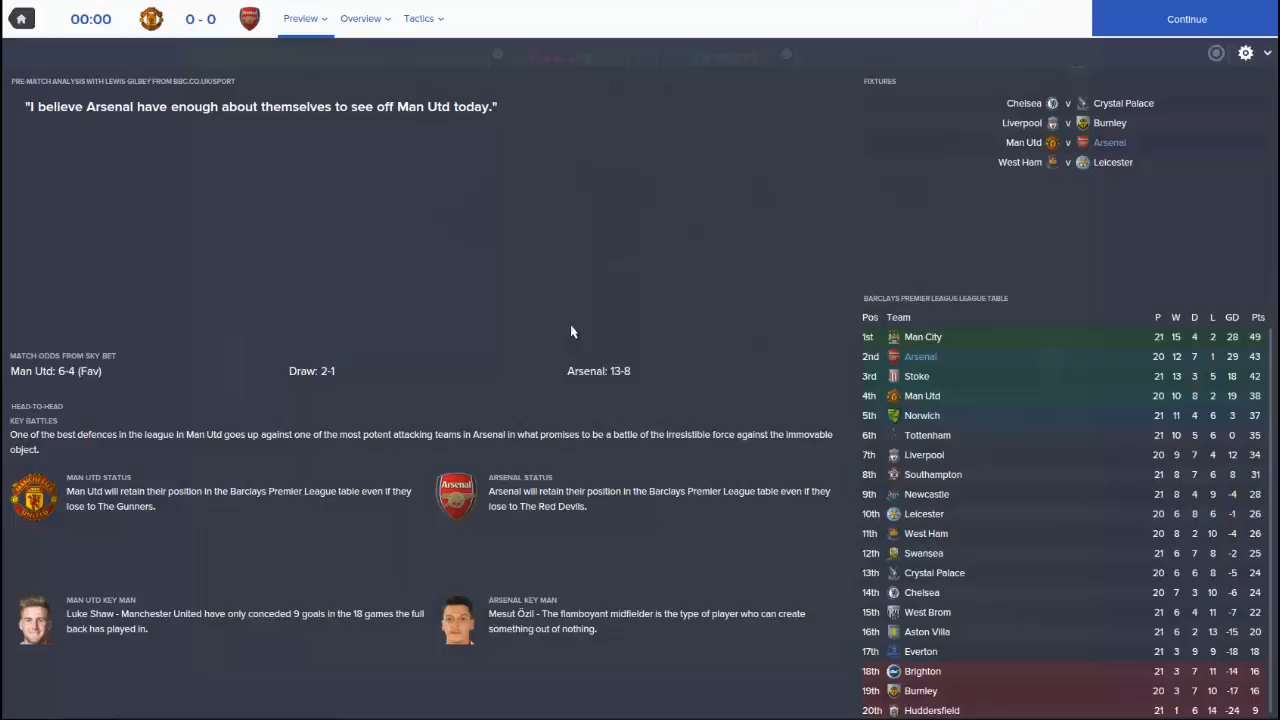 00:00
0 - 0
Preview
Overview
Tactics
Continue
PRE-MATCH ANALYSIS WITH LEWIS GILBEY FROM BBC.CO.UK/SPORT
"I believe Arsenal have enough about themselves to see off Man Utd today."
MATCH ODDS FROM SKY BET
Man Utd: 6-4 (Fav)
Draw: 2-1
Arsenal: 13-8
HEAD-TO-HEAD
KEY BATTLES
One of the best defences in the league in Man Utd goes up against one of the most potent attacking teams in Arsenal in what promises to be a battle of the irresistible force against the immovable
object.
MAN UTD STATUS
Man Utd will retain their position in the Barclays Premier League table even if they
lose to The Gunners.
ARSENAL STATUS
Arsenal will retain their position in the Barclays Premier League table even if they
lose to The Red Devils.
MAN UTD KEY MAN
Luke Shaw - Manchester United have only conceded 9 goals in the 18 games the full
back has played in.
ARSENAL KEY MAN
Mesut Özil - The flamboyant midfielder is the type of player who can create
something out of nothing.
FIXTURES
Chelsea v Crystal Palace
Liverpool v Burnley
Man Utd v Arsenal
West Ham v Leicester
BARCLAYS PREMIER LEAGUE LEAGUE TABLE
Pos Team P W D L GD Pts
1st Man City 21 15 4 2 28 49
2nd Arsenal 20 12 7 1 29 43
3rd Stoke 21 13 3 5 18 42
4th Man Utd 20 10 8 2 19 38
5th Norwich 21 11 4 6 3 37
6th Tottenham 21 10 5 6 0 35
7th Liverpool 20 9 7 4 12 34
8th Southampton 21 8 7 6 8 31
9th Newcastle 21 8 4 9 -4 28
10th Leicester 20 6 8 6 -1 26
11th West Ham 20 8 2 10 -4 26
12th Swansea 21 6 7 8 -2 25
13th Crystal Palace 20 6 6 8 -5 24
14th Chelsea 20 7 3 10 -6 24
15th West Brom 21 6 4 11 -7 22
16th Aston Villa 21 6 2 13 -15 20
17th Everton 21 3 9 9 -18 18
18th Brighton 21 3 7 11 -14 16
19th Burnley 20 3 7 10 -17 16
20th Huddersfield 21 1 6 14 -24 9